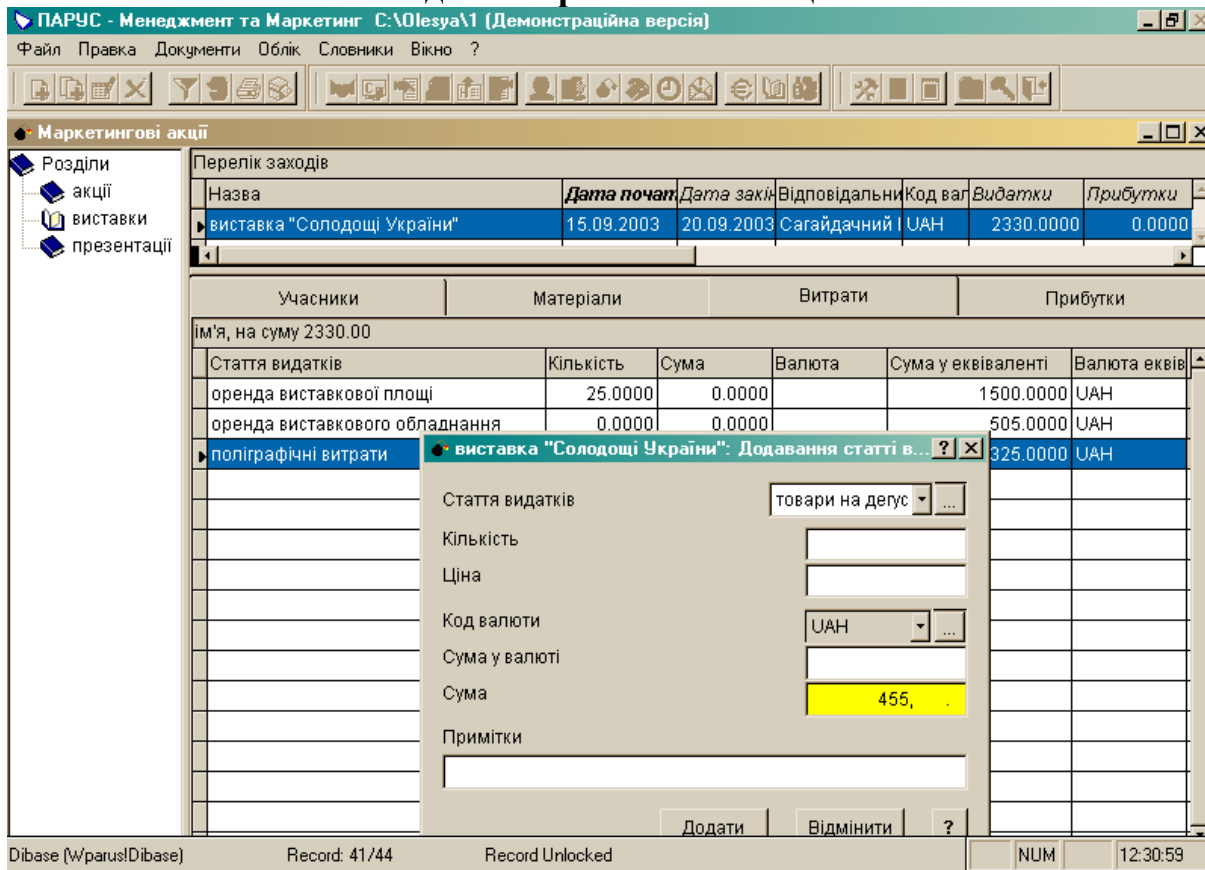 ПАРУС - Менеджмент та Маркетинг C:\Olesya\1 (Демонстраційна версія)
Файл Правка Документи Облік Словники Вікно ?
Маркетингові акції
Розділи
акції
виставки
презентації
Перелік заходів
Назва Дата почат Дата закін Відповідальни Код вал Видатки Прибутки
виставка "Солодощі України" 15.09.2003 20.09.2003 Сагайдачний UAH 2330.0000 0.0000
Учасники Матеріали Витрати Прибутки
ім'я, на суму 2330.00
Стаття видатків Кількість Сума Валюта Сума у еквіваленті Валюта еквів
оренда виставкової площі 25.0000 0.0000 1500.0000 UAH
оренда виставкового обладнання 0.0000 0.0000 505.0000 UAH
поліграфічні витрати 325.0000 UAH
виставка "Солодощі України": Додавання статті в... ?
Стаття видатків товари на дегус ...
Кількість
Ціна
Код валюти UAH ...
Сума у валюті
Сума 455, .
Примітки
Додати Відмінити ?
Dibase (Wparus!Dibase) Record: 41/44 Record Unlocked NUM 12:30:59